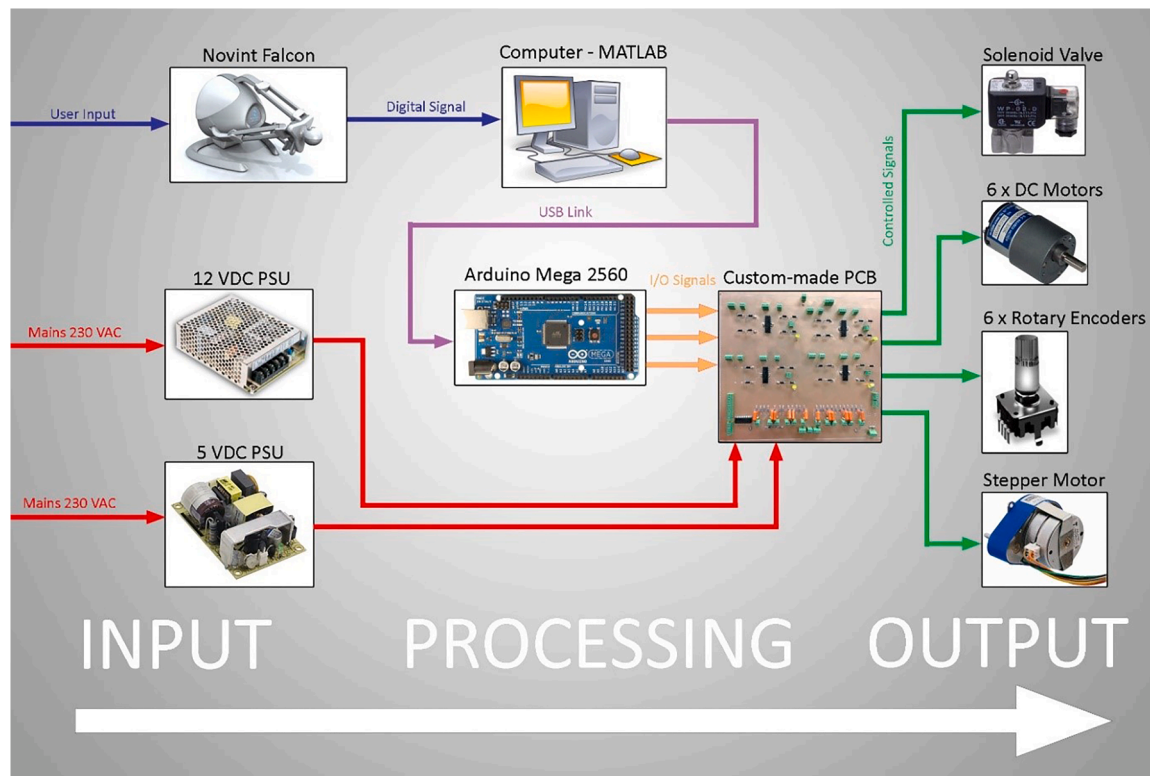 Novint Falcon
Computer - MATLAB
Solenoid Valve
User Input
Digital Signal
Controlled Signals
6 x DC Motors
USB Link
12 VDC PSU
Arduino Mega 2560
I/O Signals
Custom-made PCB
6 x Rotary Encoders
Mains 230 VAC
MEGA
5 VDC PSU
Stepper Motor
Mains 230 VAC
INPUT
PROCESSING
OUTPUT